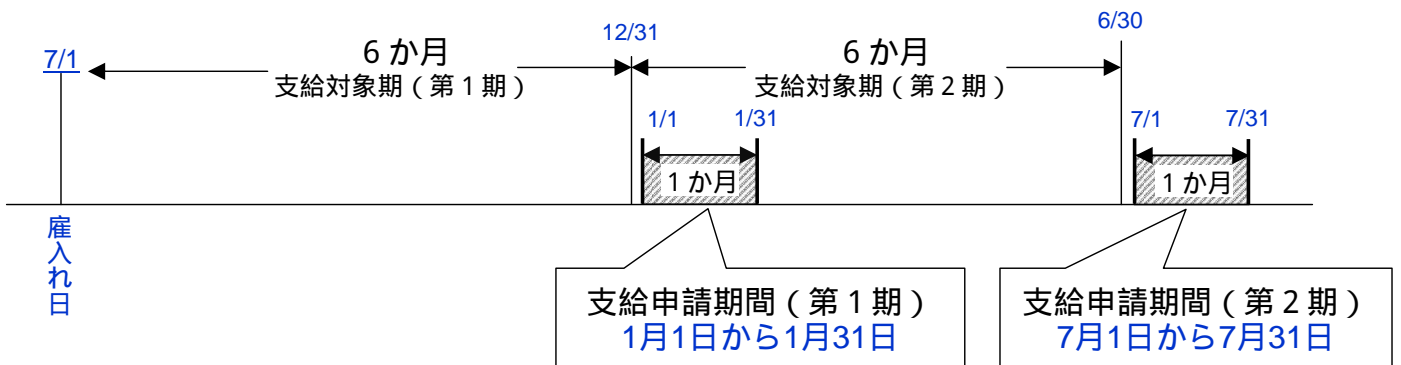 7/1
6か月
支給対象期(第1期)
12/31
6か月
支給対象期(第2期)
6/30
1/1
1/31
1か月
7/1
7/31
1か月
雇入れ日
支給申請期間(第1期)
1月1日から1月31日
支給申請期間(第2期)
7月1日から7月31日